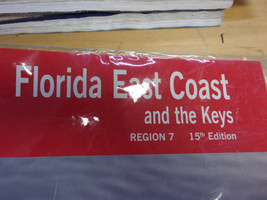 Florida East Coast
and the Keys
REGION 7 15th Edition